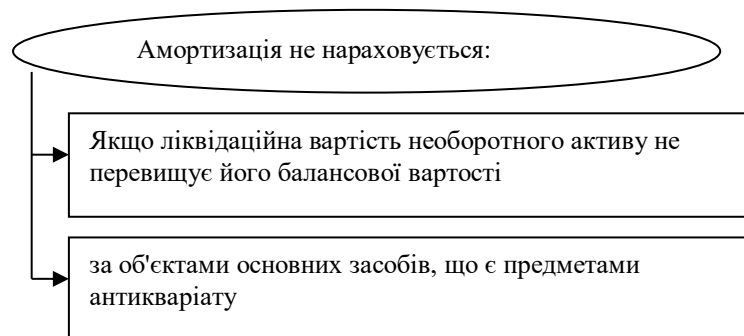 Амортизація не нараховується:
Якщо ліквідаційна вартість необоротного активу не
перевищує його балансової вартості
за об'єктами основних засобів, що є предметами
антикваріату